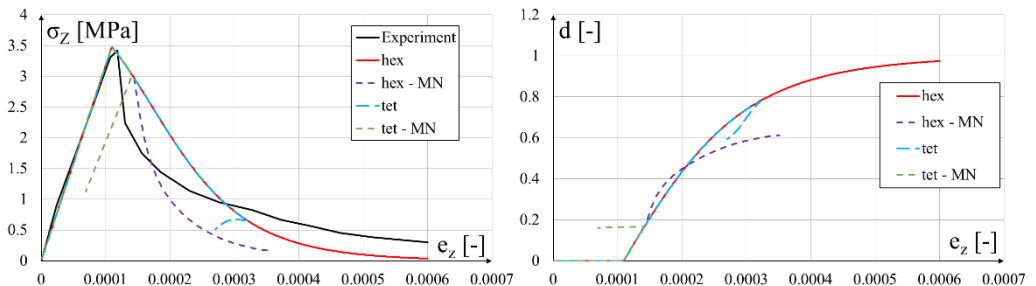 σz [MPa]
4
3.5
3
2.5
2
1.5
1
0.5
0
0 0.0001 0.0002 0.0003 0.0004 0.0005 0.0006 0.0007
ez [-]
Experiment
hex
hex - MN
tet
tet - MN
d [-]
1.2
1
0.8
0.6
0.4
0.2
0
0 0.0001 0.0002 0.0003 0.0004 0.0005 0.0006 0.0007
ez [-]
hex
hex - MN
tet
tet - MN